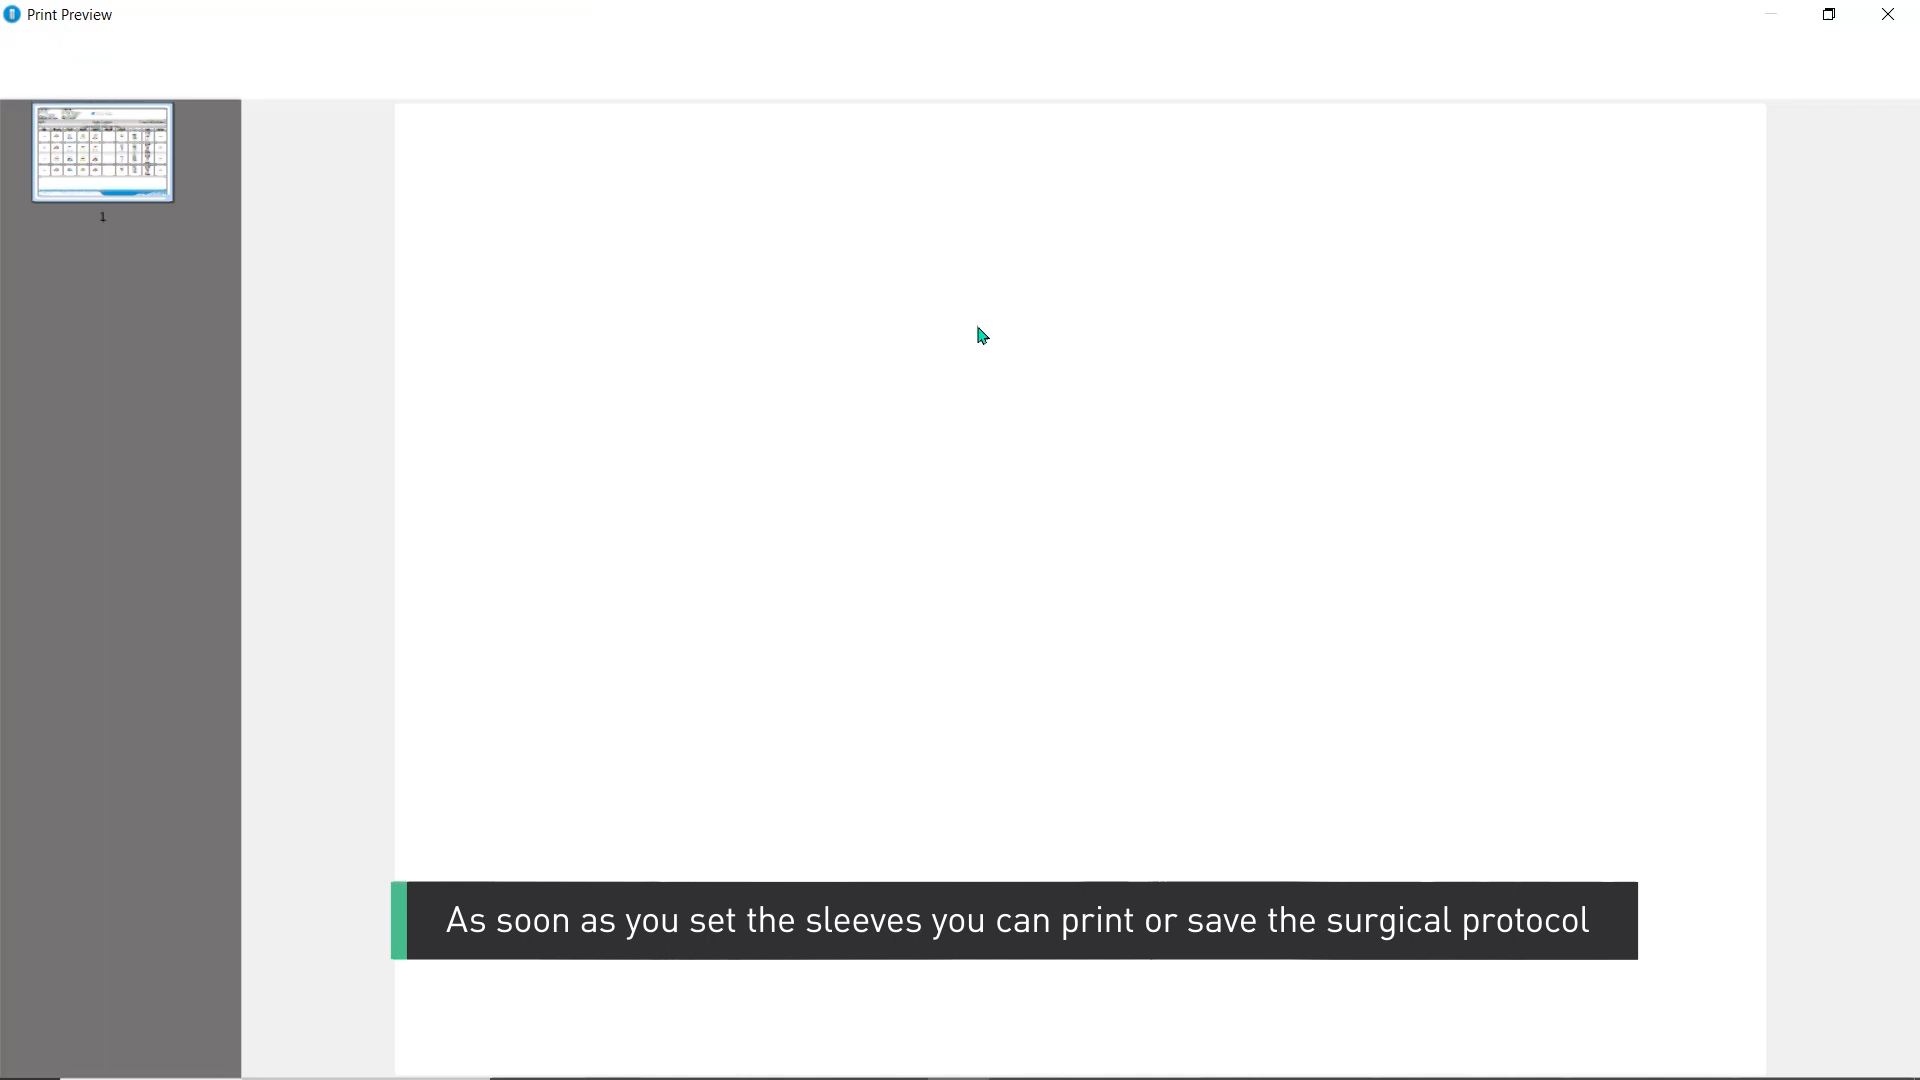 Print Preview
1
As soon as you set the sleeves you can print or save the surgical protocol